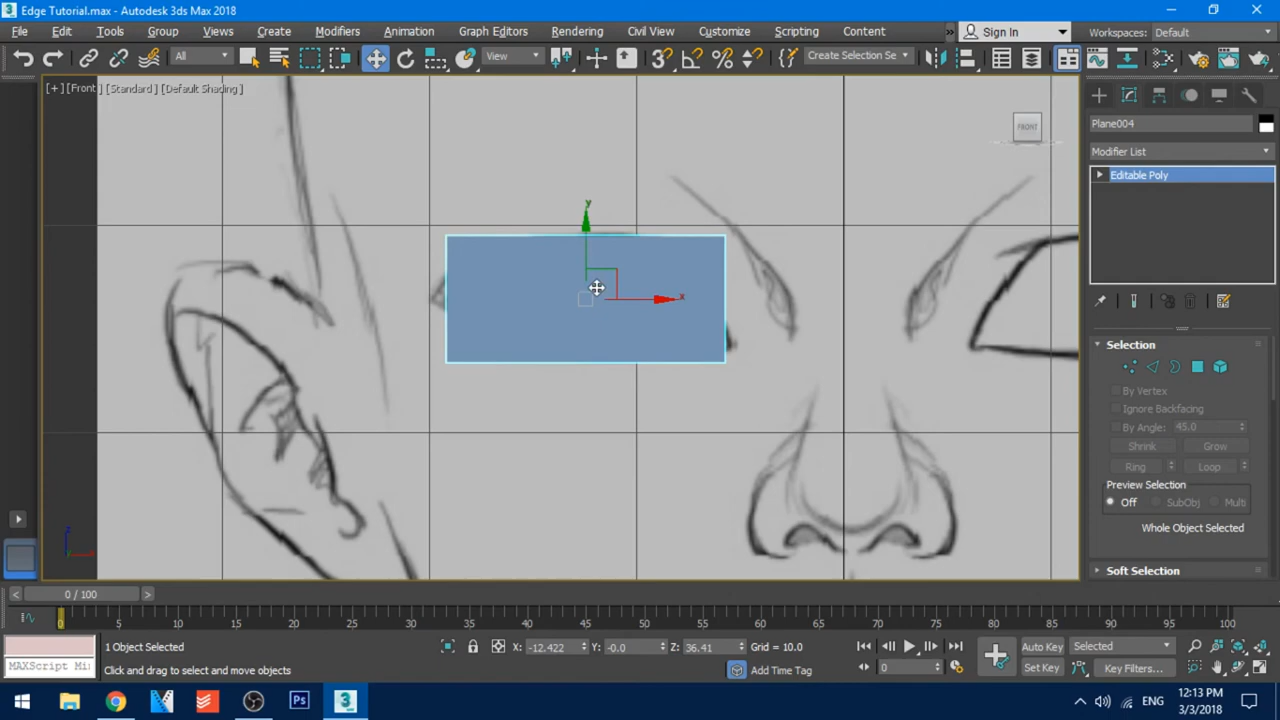 Edge Tutorial.max - Autodesk 3ds Max 2018
File Edit Tools Group Views Create Modifiers Animation Graph Editors Rendering Civil View Customize Scripting Content » Sign In Workspaces: Default
All View Create Selection Se
[+] [Front] [Standard] [Default Shading]
FRONT
y
x
z
Plane004
Modifier List
Editable Poly
Selection
By Vertex
Ignore Backfacing
By Angle: 45.0
Shrink Grow
Ring Loop
Preview Selection
Off SubObj Multi
Whole Object Selected
Soft Selection
< 0 / 100 >
0 5 10 15 20 25 30 35 40 45 50 55 60 65 70 75 80 85 90 95 100
1 Object Selected X: -12.422 Y: -0.0 Z: 36.41 Grid = 10.0 Auto Key Selected
MAXScript Mi Click and drag to select and move objects Add Time Tag 0 Set Key Key Filters...
Ps 3 ENG 12:13 PM
3/3/2018